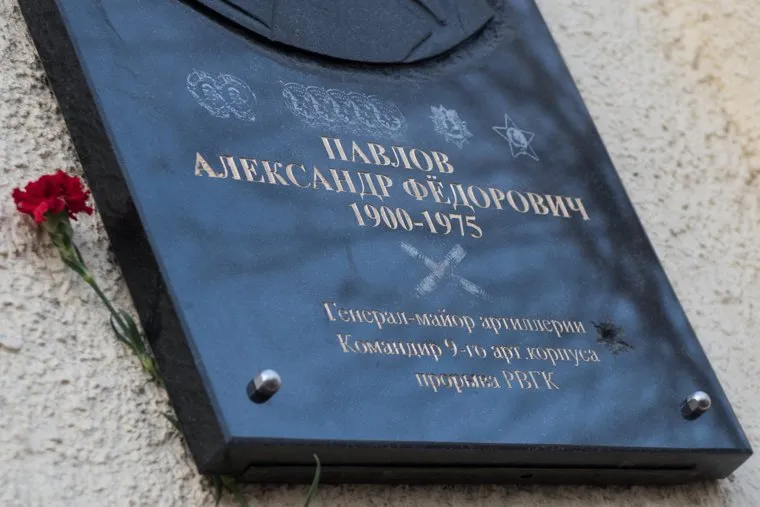 ПАВЛОВ
АЛЕКСАНДР ФЁДОРОВИЧ
1900-1975
Генерал-майор артиллерии
Командир 9-го арт.корпуса
прорыва РВГК